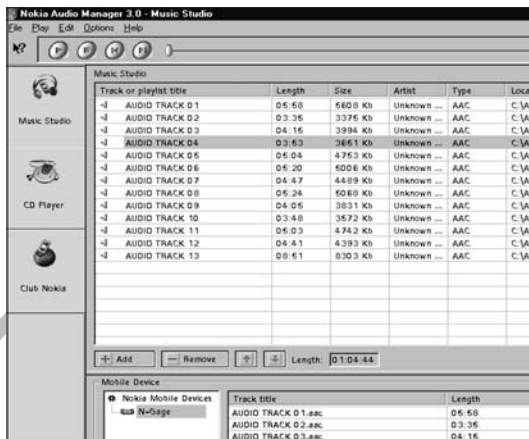 Nokia Audio Manager 3.0 - Music Studio
File Play Edit Options Help
Music Studio
Track or playlist title Length Size Artist Type Loca
AUDIO TRACK 01 05:58 5608 Kb Unknown ... AAC C:\A
AUDIO TRACK 02 03:35 3375 Kb Unknown ... AAC C:\A
AUDIO TRACK 03 04:15 3994 Kb Unknown ... AAC C:\A
Music Studio
AUDIO TRACK 04 03:53 3651 Kb Unknown ... AAC C:\A
AUDIO TRACK 05 05:04 4753 Kb Unknown ... AAC C:\A
AUDIO TRACK 06 05:20 5006 Kb Unknown ... AAC C:\A
AUDIO TRACK 07 04:47 4489 Kb Unknown ... AAC C:\A
AUDIO TRACK 08 05:24 5068 Kb Unknown ... AAC C:\A
CD Player
AUDIO TRACK 09 04:05 3831 Kb Unknown ... AAC C:\A
AUDIO TRACK 10 03:48 3572 Kb Unknown ... AAC C:\A
AUDIO TRACK 11 05:03 4742 Kb Unknown ... AAC C:\A
AUDIO TRACK 12 04:41 4393 Kb Unknown ... AAC C:\A
AUDIO TRACK 13 08:51 8303 Kb Unknown ... AAC C:\A
Club Nokia
Add Remove Length: 01:04:44
Mobile Device
Nokia Mobile Devices Track title Length
N-Gage AUDIO TRACK 01.aac 05:58
AUDIO TRACK 02.aac 03:35
AUDIO TRACK 03.aac 04:15